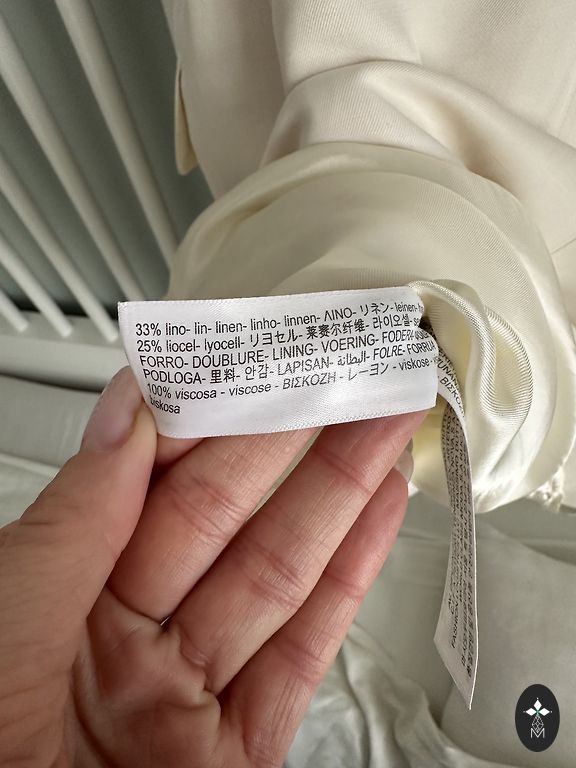 33% lino- lin- linen- linho- linnen- ΛΙΝΟ- リネン- leinen-
25% liocel- lyocell- リヨセル- 莱赛尔纤维- 라이오셀-
FORRO- DOUBLURE- LINING- VOERING- FODERA
PODLOGA- 里料- 안감- LAPISAN- البطانة- FOLRE- FORRU
100% viscosa - viscose - ΒΙΣΚΟΖΗ - レーヨン - viskose -
biskosa